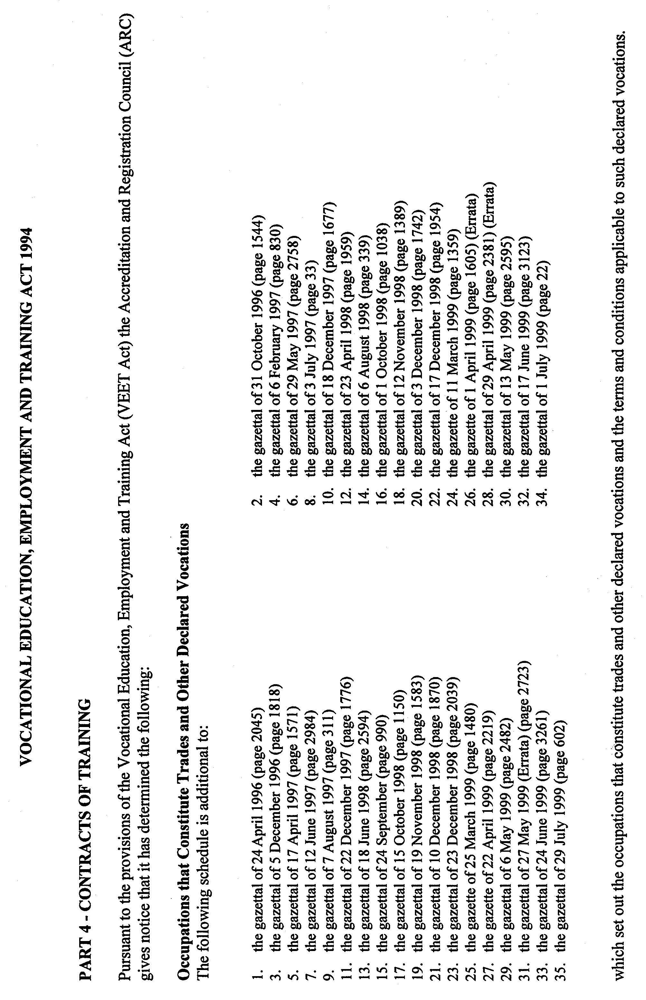 VOCATIONAL EDUCATION, EMPLOYMENT AND TRAINING ACT 1994
PART 4 - CONTRACTS OF TRAINING
Pursuant to the provisions of the Vocational Education, Employment and Training Act (VEET Act) the Accreditation and Registration Council (ARC)
gives notice that it has determined the following:
Occupations that Constitute Trades and Other Declared Vocations
The following schedule is additional to:
1. the gazettal of 24 April 1996 (page 2045) 2. the gazettal of 31 October 1996 (page 1544)
3. the gazettal of 5 December 1996 (page 1818) 4. the gazettal of 6 February 1997 (page 830)
5. the gazettal of 17 April 1997 (page 1571) 6. the gazettal of 29 May 1997 (page 2758)
7. the gazettal of 12 June 1997 (page 2984) 8. the gazettal of 3 July 1997 (page 33)
9. the gazettal of 7 August 1997 (page 311) 10. the gazettal of 18 December 1997 (page 1677)
11. the gazettal of 22 December 1997 (page 1776) 12. the gazettal of 23 April 1998 (page 1959)
13. the gazettal of 18 June 1998 (page 2594) 14. the gazettal of 6 August 1998 (page 339)
15. the gazettal of 24 September (page 990) 16. the gazettal of 1 October 1998 (page 1038)
17. the gazettal of 15 October 1998 (page 1150) 18. the gazettal of 12 November 1998 (page 1389)
19. the gazettal of 19 November 1998 (page 1583) 20. the gazettal of 3 December 1998 (page 1742)
21. the gazettal of 10 December 1998 (page 1870) 22. the gazettal of 17 December 1998 (page 1954)
23. the gazettal of 23 December 1998 (page 2039) 24. the gazette of 11 March 1999 (page 1359)
25. the gazette of 25 March 1999 (page 1480) 26. the gazette of 1 April 1999 (page 1605) (Errata)
27. the gazette of 22 April 1999 (page 2219) 28. the gazettal of 29 April 1999 (page 2381) (Errata)
29. the gazettal of 6 May 1999 (page 2482) 30. the gazettal of 13 May 1999 (page 2595)
31. the gazettal of 27 May 1999 (Errata) (page 2723) 32. the gazettal of 17 June 1999 (page 3123)
33. the gazettal of 24 June 1999 (page 3261) 34. the gazettal of 1 July 1999 (page 22)
35. the gazettal of 29 July 1999 (page 602)
which set out the occupations that constitute trades and other declared vocations and the terms and conditions applicable to such declared vocations.